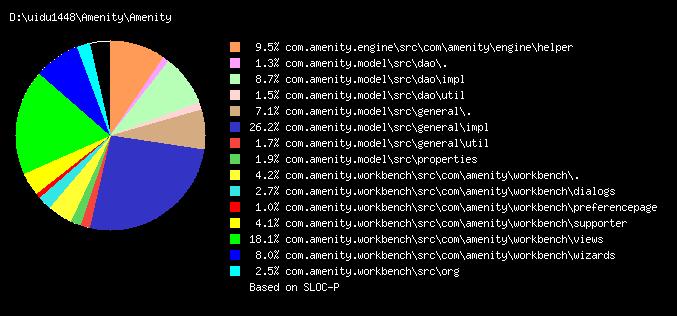 D:\uidu1448\Amenity\Amenity
9.5% com.amenity.engine\src\com\amenity\engine\helper
1.3% com.amenity.model\src\dao\.
8.7% com.amenity.model\src\dao\impl
1.5% com.amenity.model\src\dao\util
7.1% com.amenity.model\src\general\.
26.2% com.amenity.model\src\general\impl
1.7% com.amenity.model\src\general\util
1.9% com.amenity.model\src\properties
4.2% com.amenity.workbench\src\com\amenity\workbench\.
2.7% com.amenity.workbench\src\com\amenity\workbench\dialogs
1.0% com.amenity.workbench\src\com\amenity\workbench\preferencepage
4.1% com.amenity.workbench\src\com\amenity\workbench\supporter
18.1% com.amenity.workbench\src\com\amenity\workbench\views
8.0% com.amenity.workbench\src\com\amenity\workbench\wizards
2.5% com.amenity.workbench\src\org
Based on SLOC-P